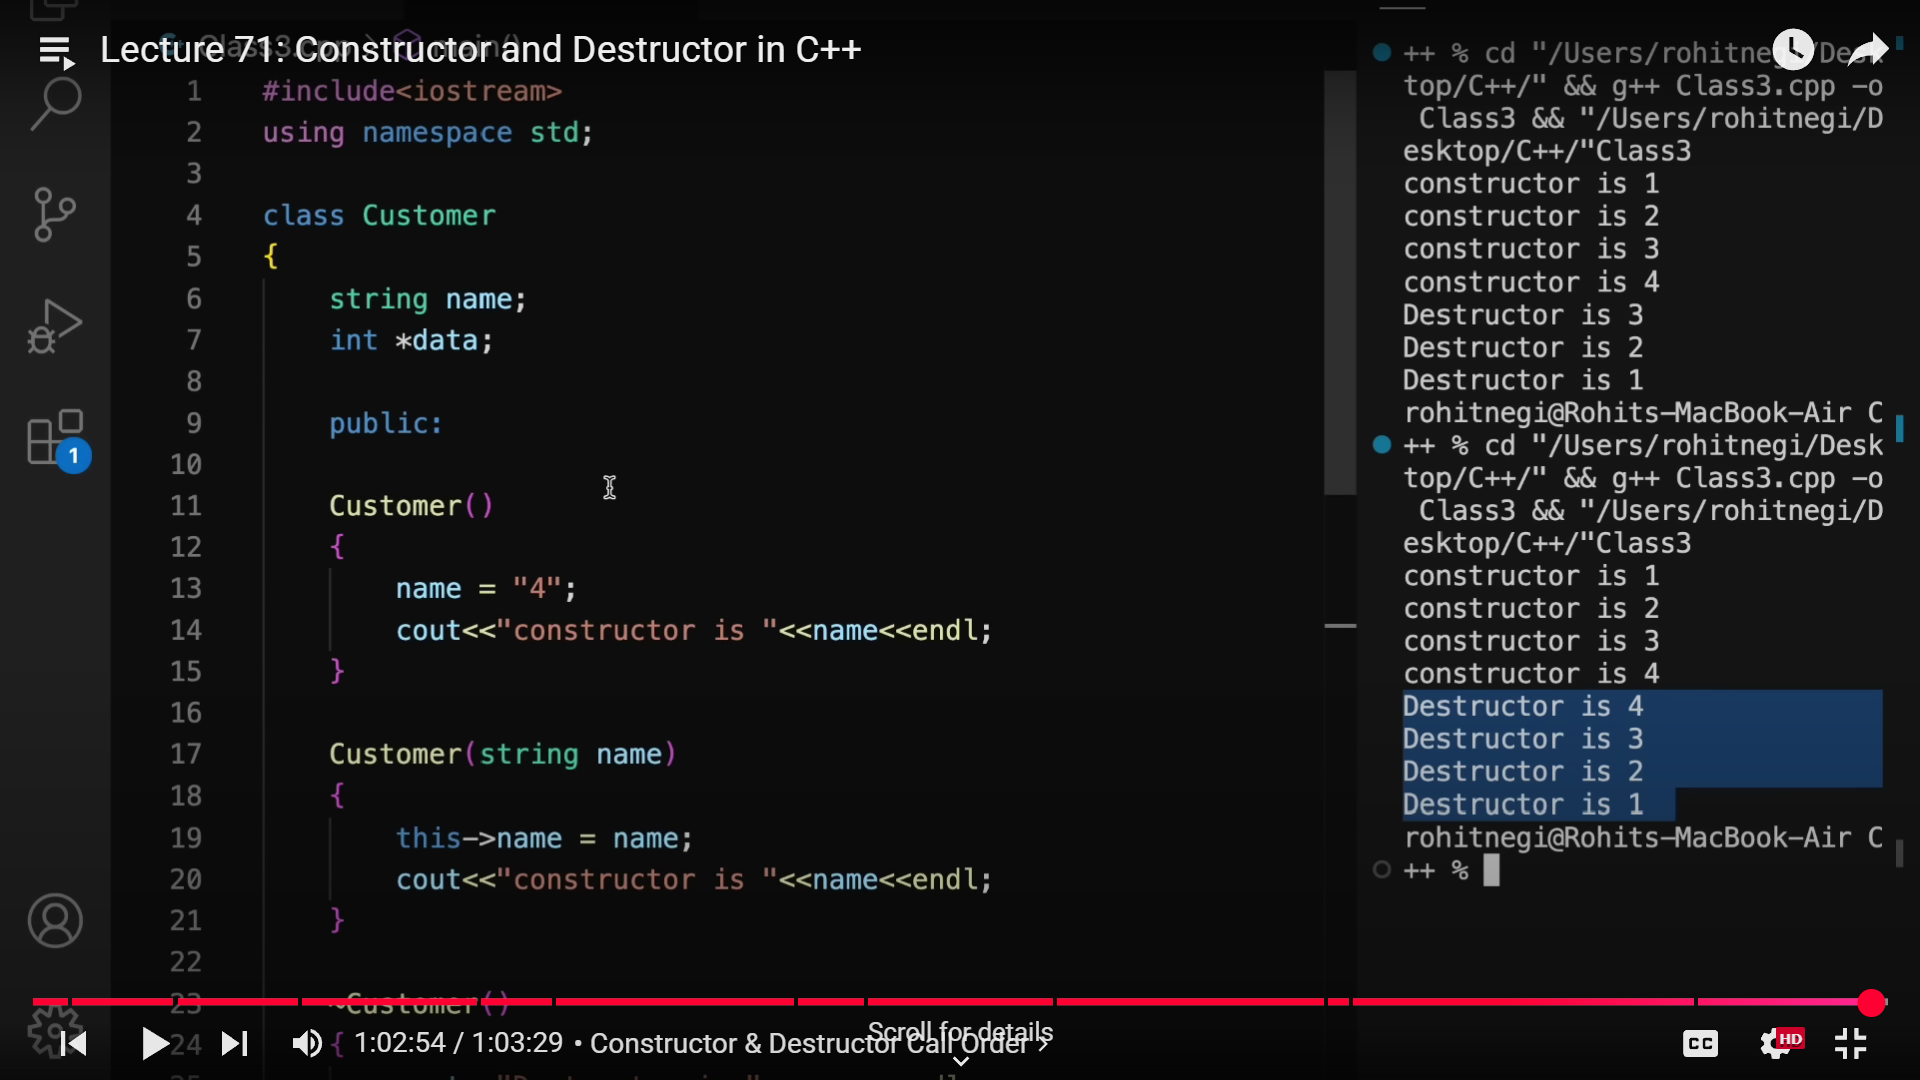 Lecture 71: Constructor and Destructor in C++
1 #include<iostream>
2 using namespace std;
3
4 class Customer
5 {
6 string name;
7 int *data;
8
9 public:
10
11 Customer()
12 {
13 name = "4";
14 cout<<"constructor is "<<name<<endl;
15 }
16
17 Customer(string name)
18 {
19 this->name = name;
20 cout<<"constructor is "<<name<<endl;
21 }
22
23 ~Customer()
24 {
1
++ % cd "/Users/rohitnegi/Desk
top/C++/" && g++ Class3.cpp -o
Class3 && "/Users/rohitnegi/D
esktop/C++/"Class3
constructor is 1
constructor is 2
constructor is 3
constructor is 4
Destructor is 3
Destructor is 2
Destructor is 1
rohitnegi@Rohits-MacBook-Air C
++ % cd "/Users/rohitnegi/Desk
top/C++/" && g++ Class3.cpp -o
Class3 && "/Users/rohitnegi/D
esktop/C++/"Class3
constructor is 1
constructor is 2
constructor is 3
constructor is 4
Destructor is 4
Destructor is 3
Destructor is 2
Destructor is 1
rohitnegi@Rohits-MacBook-Air C
++ %
Scroll for details
1:02:54 / 1:03:29 • Constructor & Destructor Call Order
CC
HD